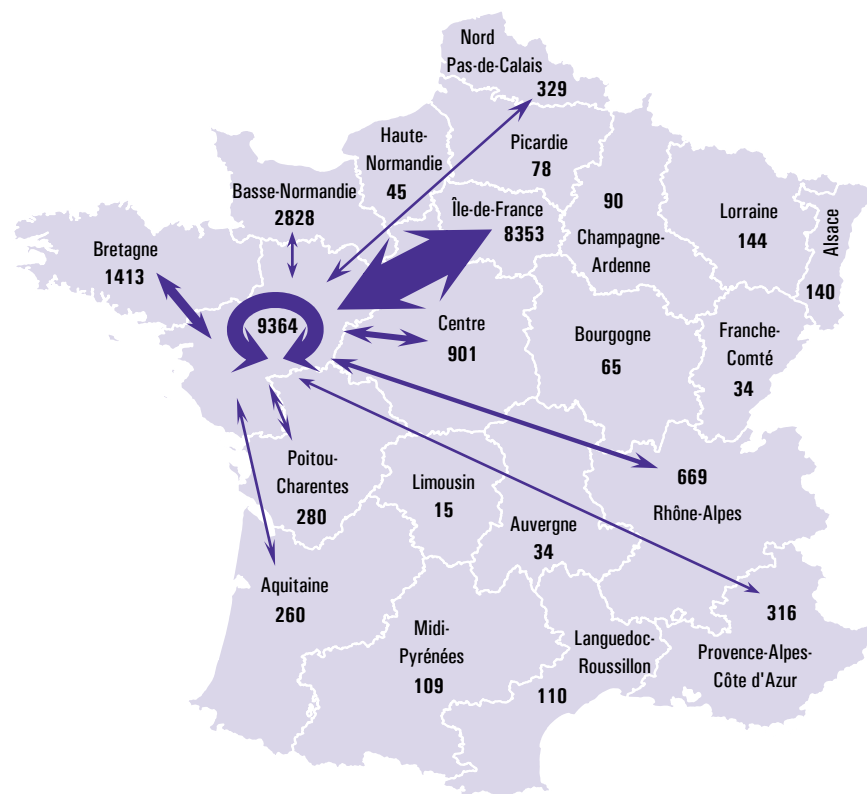 Nord
Pas-de-Calais
329
Haute-
Normandie
45
Picardie
78
Basse-Normandie
2828
Île-de-France
8353
90
Champagne-
Ardenne
Lorraine
144
Alsace
140
Bretagne
1413
9364
Centre
901
Bourgogne
65
Franche-
Comté
34
Poitou-
Charentes
280
Limousin
15
Auvergne
34
669
Rhône-Alpes
Aquitaine
260
Midi-
Pyrénées
109
Languedoc-
Roussillon
110
316
Provence-Alpes-
Côte d'Azur